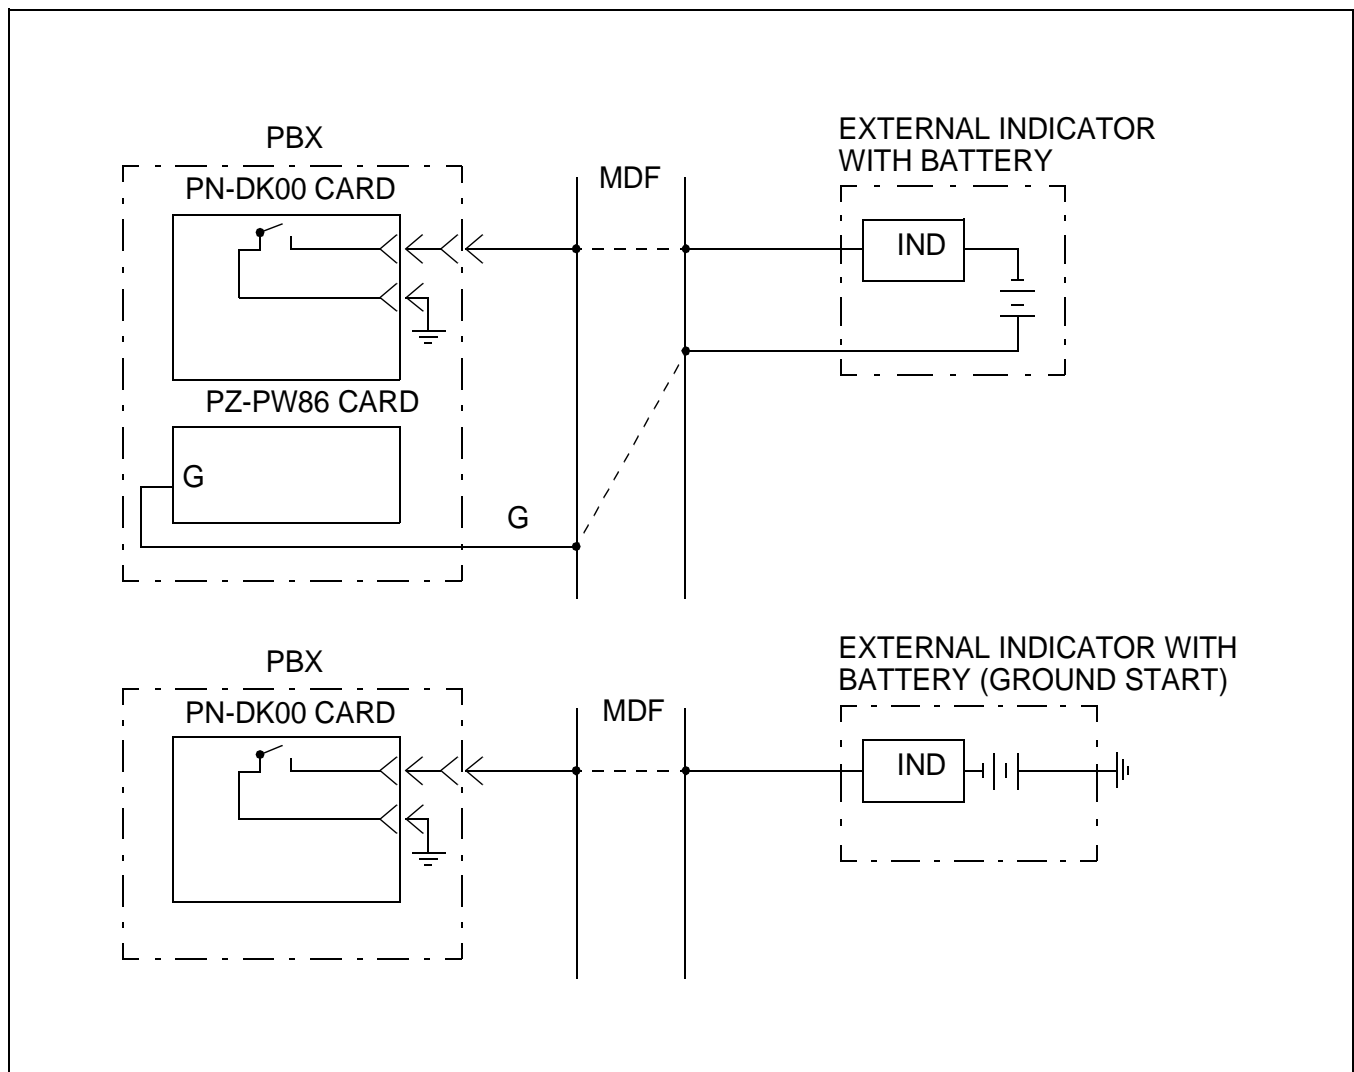 PBX
PN-DK00 CARD
MDF
EXTERNAL INDICATOR
WITH BATTERY
IND
PZ-PW86 CARD
G
G
PBX
PN-DK00 CARD
MDF
EXTERNAL INDICATOR WITH
BATTERY (GROUND START)
IND